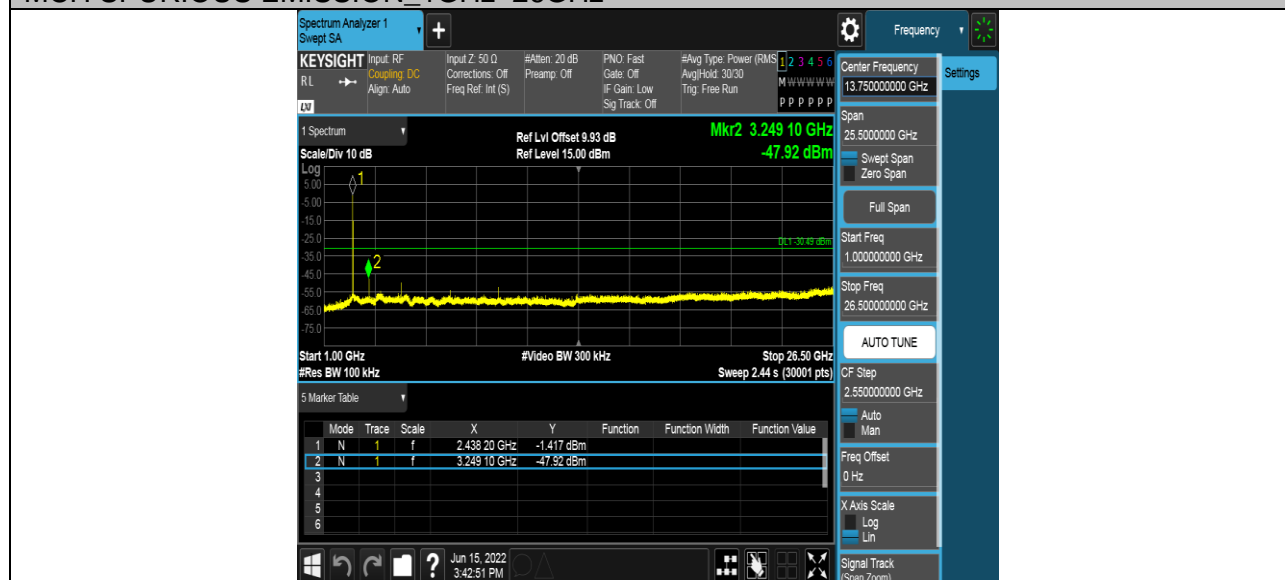 Spectrum Analyzer 1
Swept SA
+
Frequency
KEYSIGHT
RL
LXI
Input: RF
Coupling: DC
Align: Auto
Input Z: 50 Ω
Corrections: Off
Freq Ref: Int (S)
#Atten: 20 dB
Preamp: Off
PNO: Fast
Gate: Off
IF Gain: Low
Sig Track: Off
#Avg Type: Power (RMS
Avg|Hold: 30/30
Trig: Free Run
1 2 3 4 5 6
M W W W W W
P P P P P P
Center Frequency
13.750000000 GHz
Settings
Span
25.5000000 GHz
Swept Span
Zero Span
Full Span
Start Freq
1.000000000 GHz
Stop Freq
26.500000000 GHz
AUTO TUNE
CF Step
2.550000000 GHz
Auto
Man
Freq Offset
0 Hz
X Axis Scale
Log
Lin
Signal Track
(Span Zoom)
1 Spectrum
Scale/Div 10 dB
Ref Lvl Offset 9.93 dB
Ref Level 15.00 dBm
Mkr2 3.249 10 GHz
-47.92 dBm
Log
5.00
-5.00
-15.0
-25.0
-35.0
-45.0
-55.0
-65.0
-75.0
1
2
DL1 -30.49 dBm
Start 1.00 GHz
#Res BW 100 kHz
#Video BW 300 kHz
Stop 26.50 GHz
Sweep 2.44 s (30001 pts)
5 Marker Table
Mode Trace Scale X Y Function Function Width Function Value
1 N 1 f 2.438 20 GHz -1.417 dBm
2 N 1 f 3.249 10 GHz -47.92 dBm
3
4
5
6
?
Jun 15, 2022
3:42:51 PM